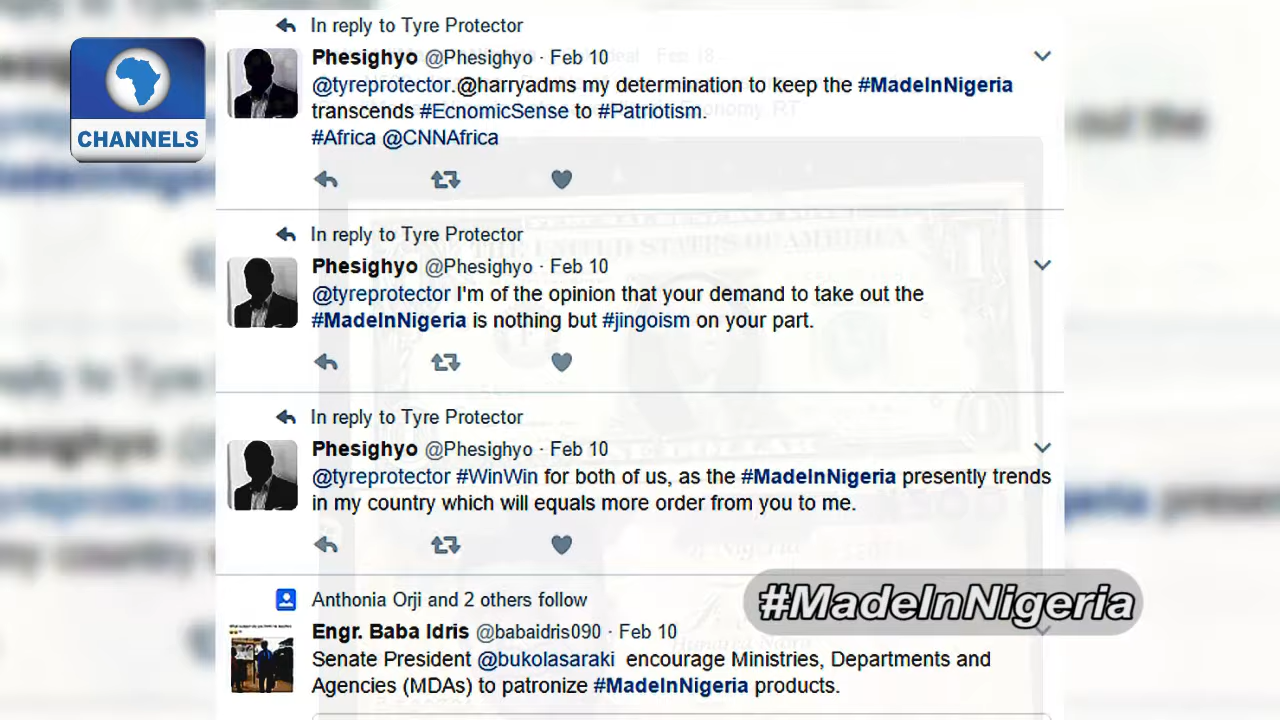 CHANNELS
In reply to Tyre Protector
Phesighyo @Phesighyo · Feb 10
@tyreprotector.@harryadms my determination to keep the #MadeInNigeria
transcends #EcnomicSense to #Patriotism.
#Africa @CNNAfrica
In reply to Tyre Protector
Phesighyo @Phesighyo · Feb 10
@tyreprotector I'm of the opinion that your demand to take out the
#MadeInNigeria is nothing but #jingoism on your part.
In reply to Tyre Protector
Phesighyo @Phesighyo · Feb 10
@tyreprotector #WinWin for both of us, as the #MadeInNigeria presently trends
in my country which will equals more order from you to me.
#MadeInNigeria
Anthonia Orji and 2 others follow
Engr. Baba Idris @babaidris090 · Feb 10
Senate President @bukolasaraki encourage Ministries, Departments and
Agencies (MDAs) to patronize #MadeInNigeria products.